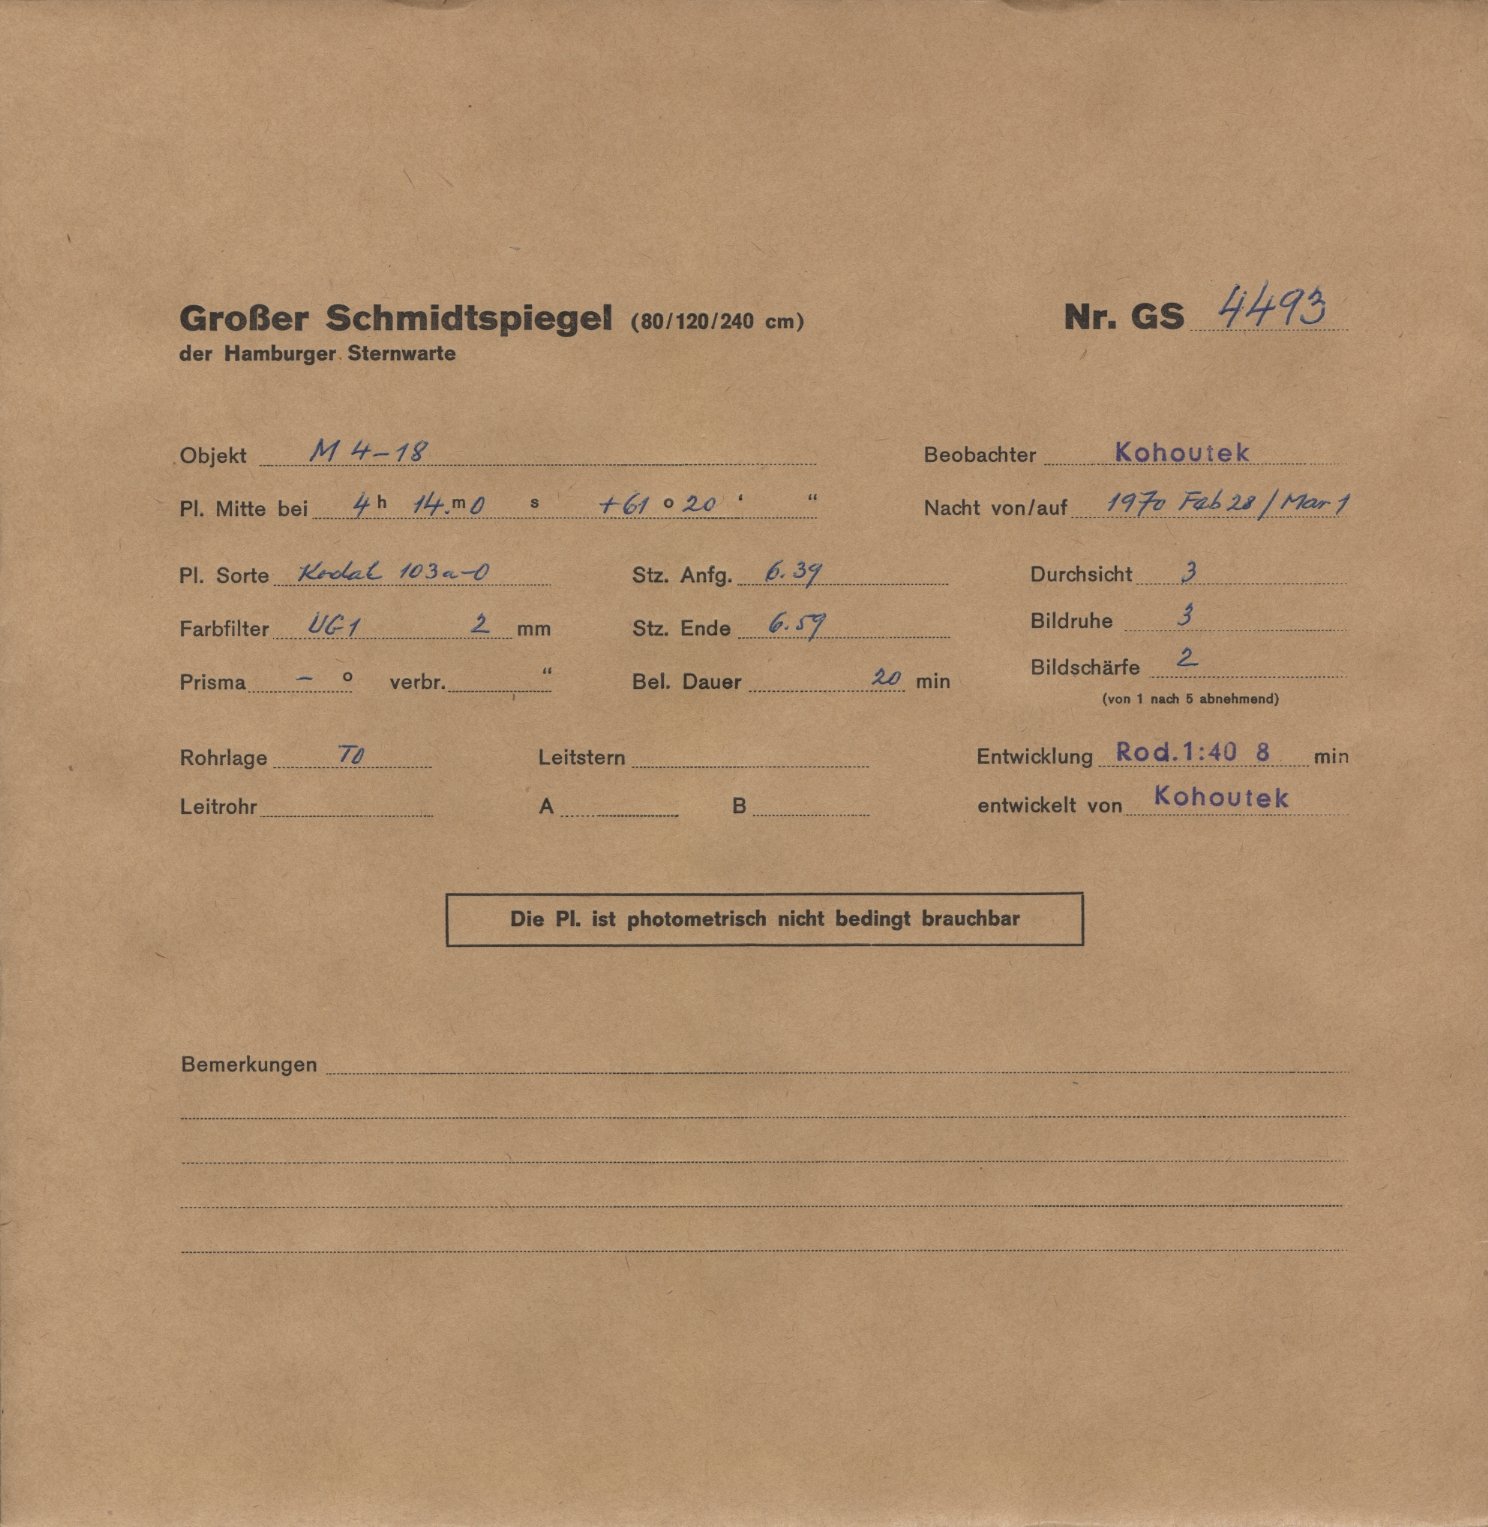 Großer Schmidtspiegel (80/120/240 cm) Nr. GS 4493
der Hamburger Sternwarte
Objekt M 4-18 Beobachter Kohoutek
Pl. Mitte bei 4 h 14. m 0 s +61 o 20 ‘ “ Nacht von/auf 1970 Feb 28 / Mar 1
Pl. Sorte Kodak 103a-O Stz. Anfg. 6.39 Durchsicht 3
Farbfilter UG1 2 mm Stz. Ende 6.59 Bildruhe 3
Prisma – o verbr. “ Bel. Dauer 20 min Bildschärfe 2
(von 1 nach 5 abnehmend)
Rohrlage TO Leitstern Entwicklung Rod.1:40 8 min
Leitrohr A B entwickelt von Kohoutek
Die Pl. ist photometrisch nicht bedingt brauchbar
Bemerkungen